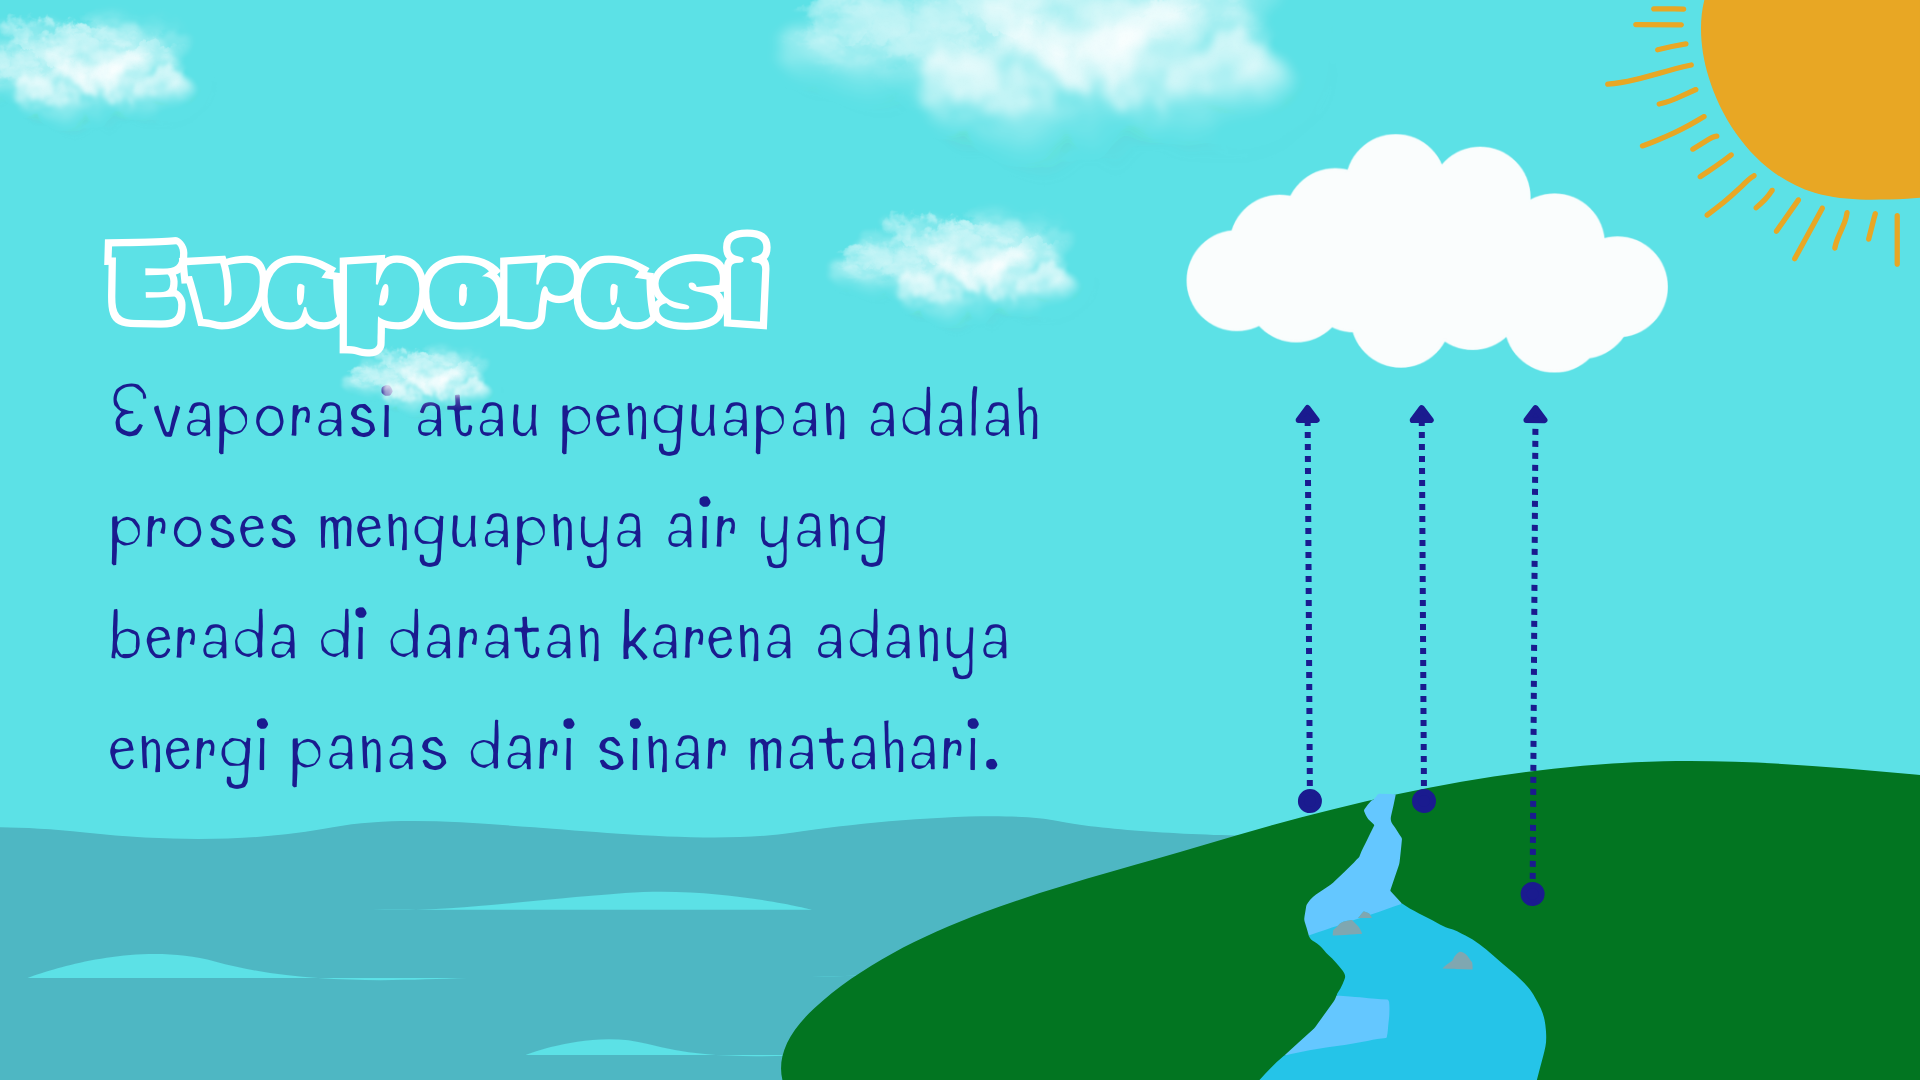 Evaporasi
Evaporasi atau penguapan adalah
proses menguapnya air yang
berada di daratan karena adanya
energi panas dari sinar matahari.